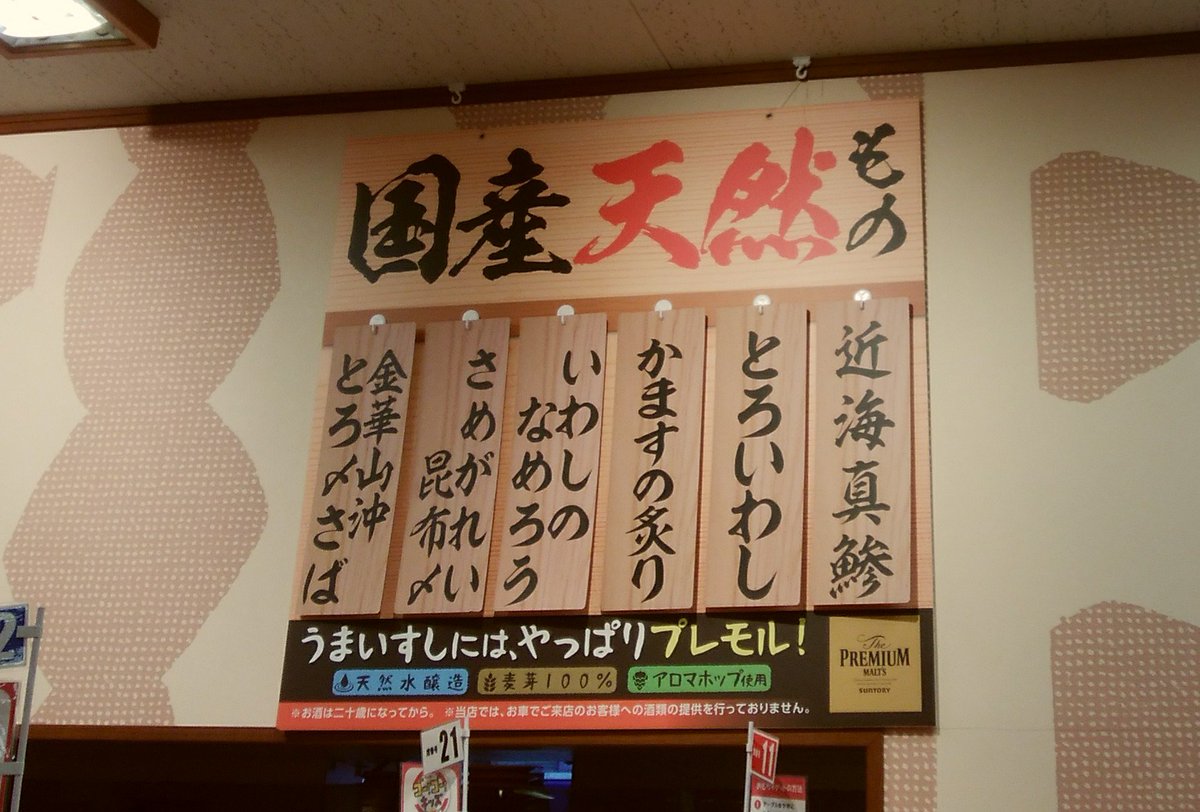 国産天然もの
近海真鯵
とろいわし
かますの炙り
いわしの
なめろう
さめがれい
昆布〆
金華山沖
とろ〆さば
うまいすしには、やっぱりプレモル!
天然水醸造
麦芽100%
アロマホップ使用
The
PREMIUM
MALT'S
SUNTORY
※お酒は二十歳になってから。 ※当店では、お車でご来店のお客様への酒類の提供を行っておりません。
21
11